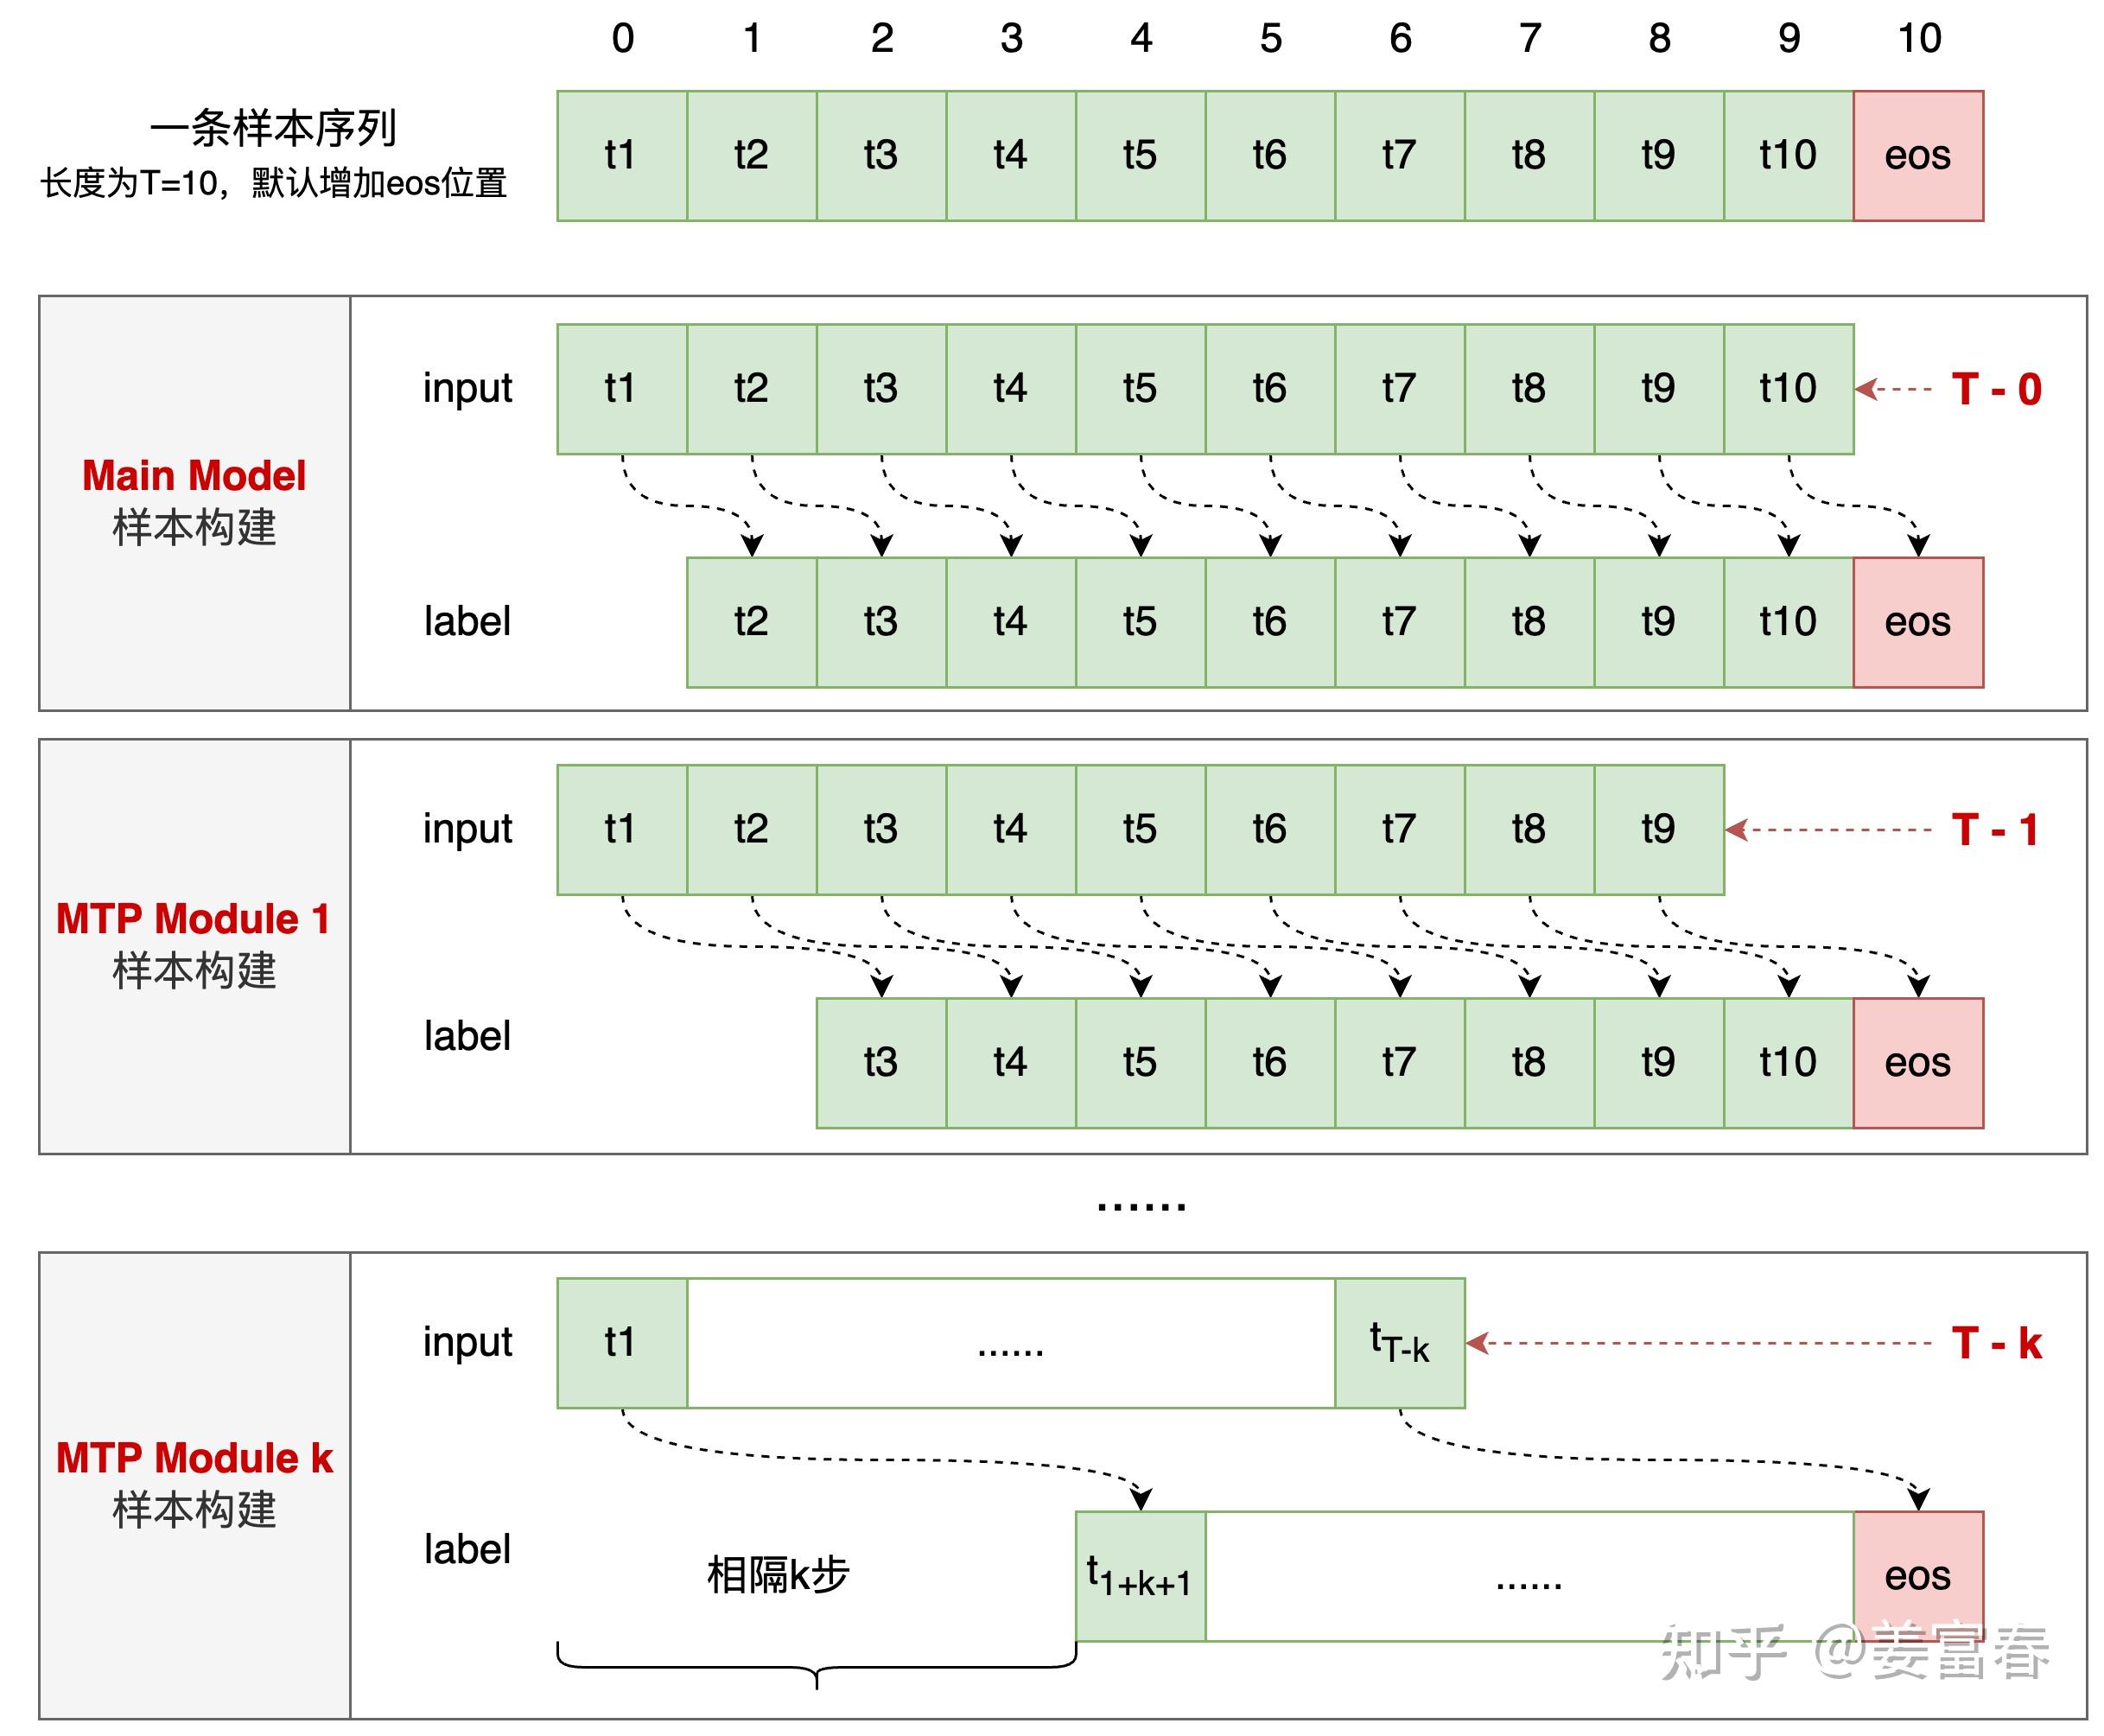 0 1 2 3 4 5 6 7 8 9 10
一条样本序列
长度为T=10，默认增加eos位置
t1 t2 t3 t4 t5 t6 t7 t8 t9 t10 eos
Main Model
样本构建
input
t1 t2 t3 t4 t5 t6 t7 t8 t9 t10
T - 0
label
t2 t3 t4 t5 t6 t7 t8 t9 t10 eos
MTP Module 1
样本构建
input
t1 t2 t3 t4 t5 t6 t7 t8 t9
T - 1
label
t3 t4 t5 t6 t7 t8 t9 t10 eos
......
MTP Module k
样本构建
input
t1 ...... tT-k
T - k
label
相隔k步
t1+k+1 ...... eos
知乎 @姜富春